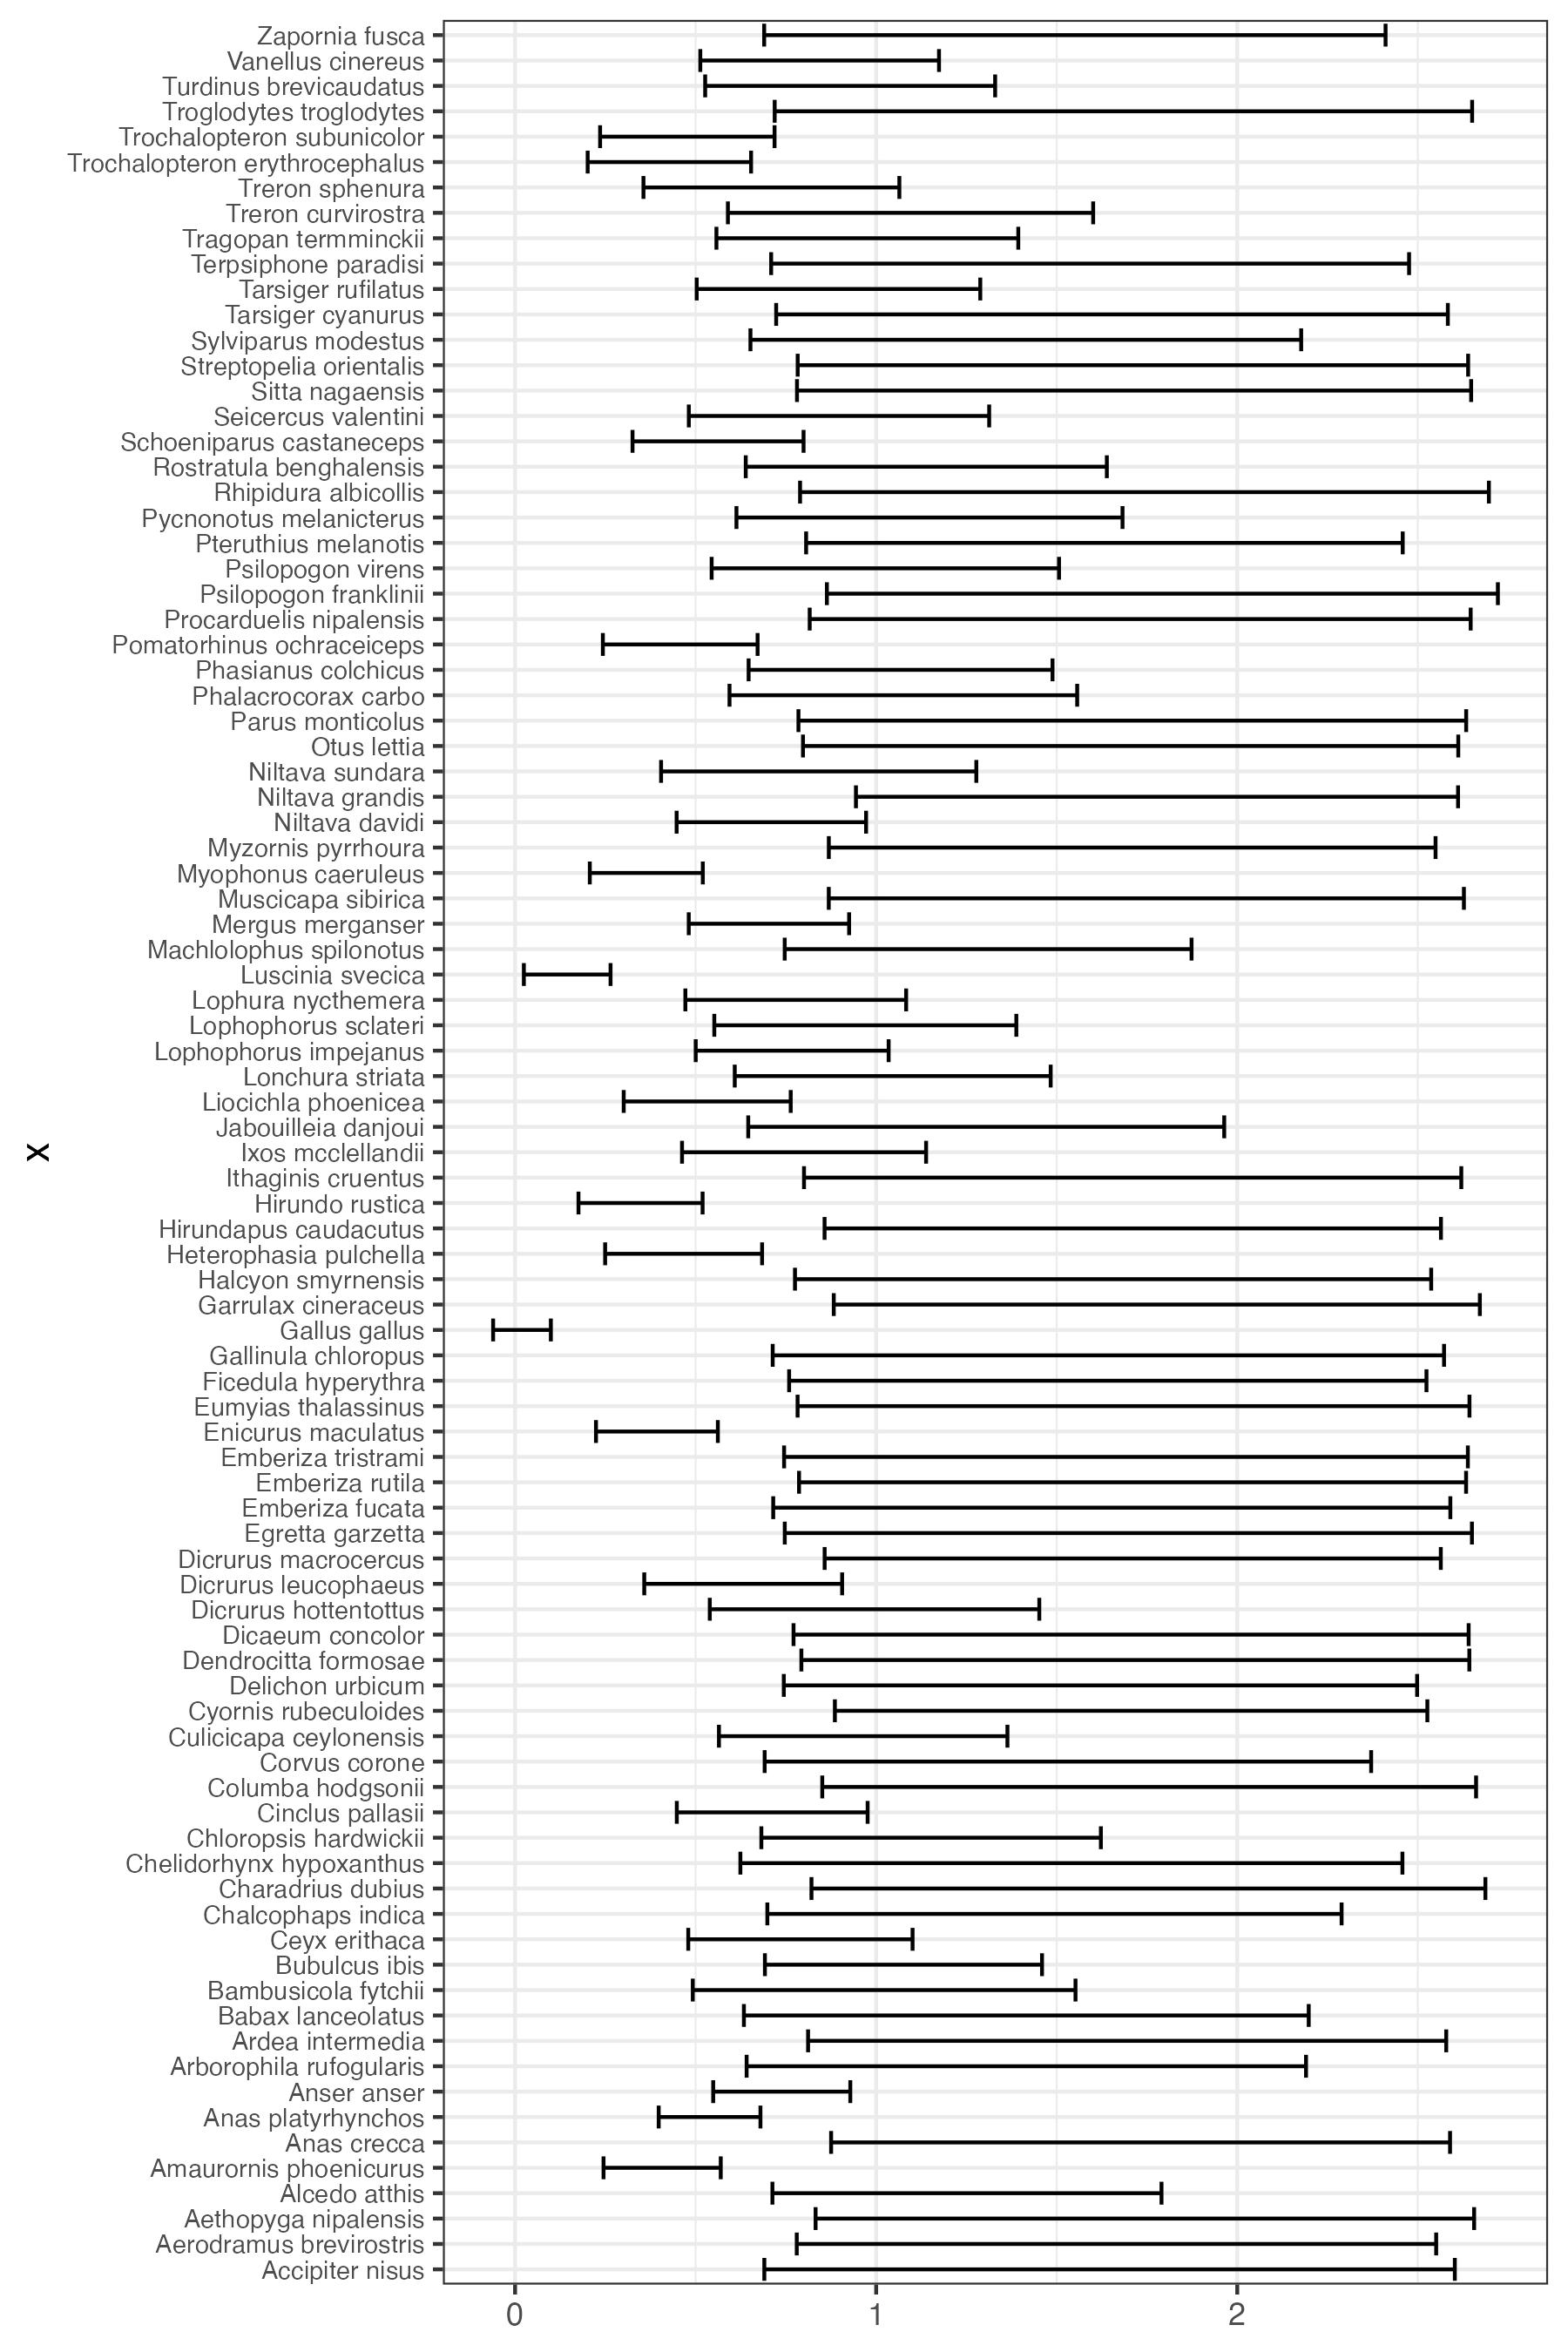 Zapornia fusca
Vanellus cinereus
Turdinus brevicaudatus
Troglodytes troglodytes
Trochalopteron subunicolor
Trochalopteron erythrocephalus
Treron sphenura
Treron curvirostra
Tragopan termminckii
Terpsiphone paradisi
Tarsiger rufilatus
Tarsiger cyanurus
Sylviparus modestus
Streptopelia orientalis
Sitta nagaensis
Seicercus valentini
Schoeniparus castaneceps
Rostratula benghalensis
Rhipidura albicollis
Pycnonotus melanicterus
Pteruthius melanotis
Psilopogon virens
Psilopogon franklinii
Procarduelis nipalensis
Pomatorhinus ochraceiceps
Phasianus colchicus
Phalacrocorax carbo
Parus monticolus
Otus lettia
Niltava sundara
Niltava grandis
Niltava davidi
Myzornis pyrrhoura
Myophonus caeruleus
Muscicapa sibirica
Mergus merganser
Machlolophus spilonotus
Luscinia svecica
Lophura nycthemera
Lophophorus sclateri
Lophophorus impejanus
Lonchura striata
Liocichla phoenicea
Jabouilleia danjoui
x
Ixos mcclellandii
Ithaginis cruentus
Hirundo rustica
Hirundapus caudacutus
Heterophasia pulchella
Halcyon smyrnensis
Garrulax cineraceus
Gallus gallus
Gallinula chloropus
Ficedula hyperythra
Eumyias thalassinus
Enicurus maculatus
Emberiza tristrami
Emberiza rutila
Emberiza fucata
Egretta garzetta
Dicrurus macrocercus
Dicrurus leucophaeus
Dicrurus hottentottus
Dicaeum concolor
Dendrocitta formosae
Delichon urbicum
Cyornis rubeculoides
Culicicapa ceylonensis
Corvus corone
Columba hodgsonii
Cinclus pallasii
Chloropsis hardwickii
Chelidorhynx hypoxanthus
Charadrius dubius
Chalcophaps indica
Ceyx erithaca
Bubulcus ibis
Bambusicola fytchii
Babax lanceolatus
Ardea intermedia
Arborophila rufogularis
Anser anser
Anas platyrhynchos
Anas crecca
Amaurornis phoenicurus
Alcedo atthis
Aethopyga nipalensis
Aerodramus brevirostris
Accipiter nisus
0 1 2